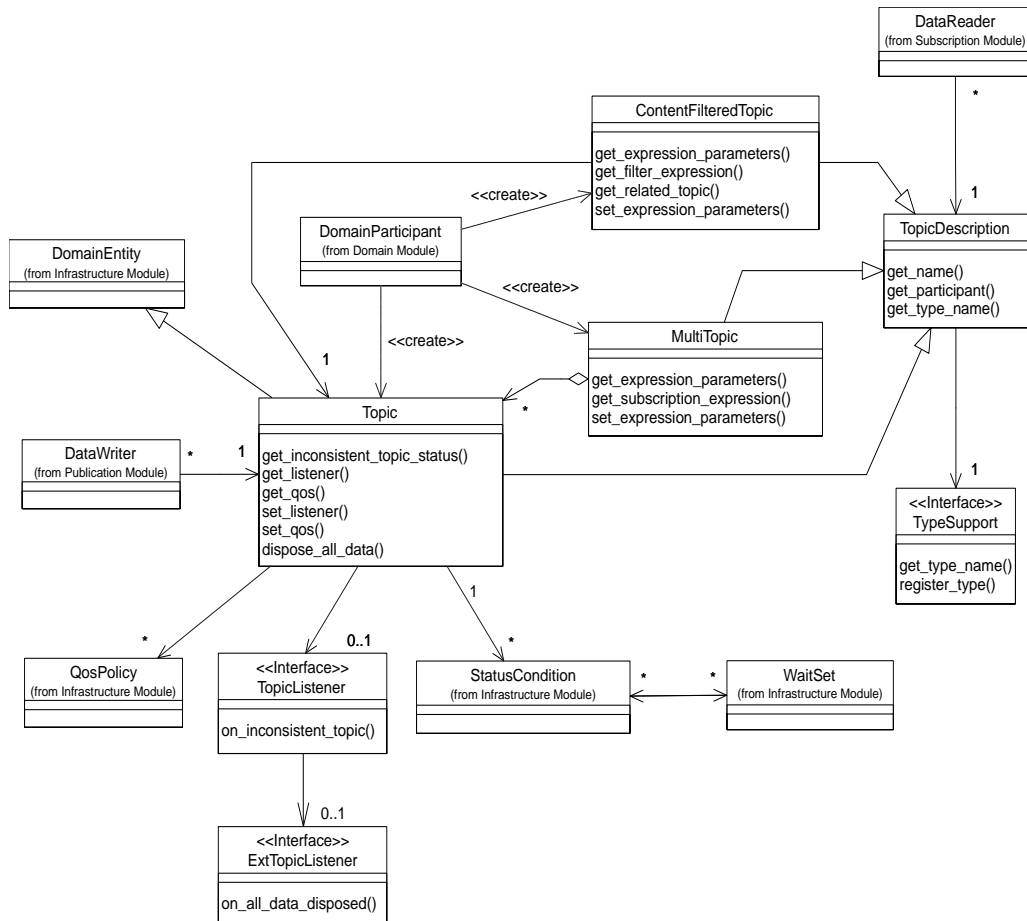 DataReader
(from Subscription Module)
*
1
ContentFilteredTopic
get_expression_parameters()
get_filter_expression()
get_related_topic()
set_expression_parameters()
<<create>>
DomainParticipant
(from Domain Module)
TopicDescription
get_name()
get_participant()
get_type_name()
DomainEntity
(from Infrastructure Module)
<<create>>
<<create>>
MultiTopic
get_expression_parameters()
get_subscription_expression()
set_expression_parameters()
1
*
Topic
get_inconsistent_topic_status()
get_listener()
get_qos()
set_listener()
set_qos()
dispose_all_data()
DataWriter
(from Publication Module)
*
1
1
<<Interface>>
TypeSupport
get_type_name()
register_type()
*
0..1
1
*
QosPolicy
(from Infrastructure Module)
<<Interface>>
TopicListener
on_inconsistent_topic()
StatusCondition
(from Infrastructure Module)
*
*
WaitSet
(from Infrastructure Module)
0..1
<<Interface>>
ExtTopicListener
on_all_data_disposed()